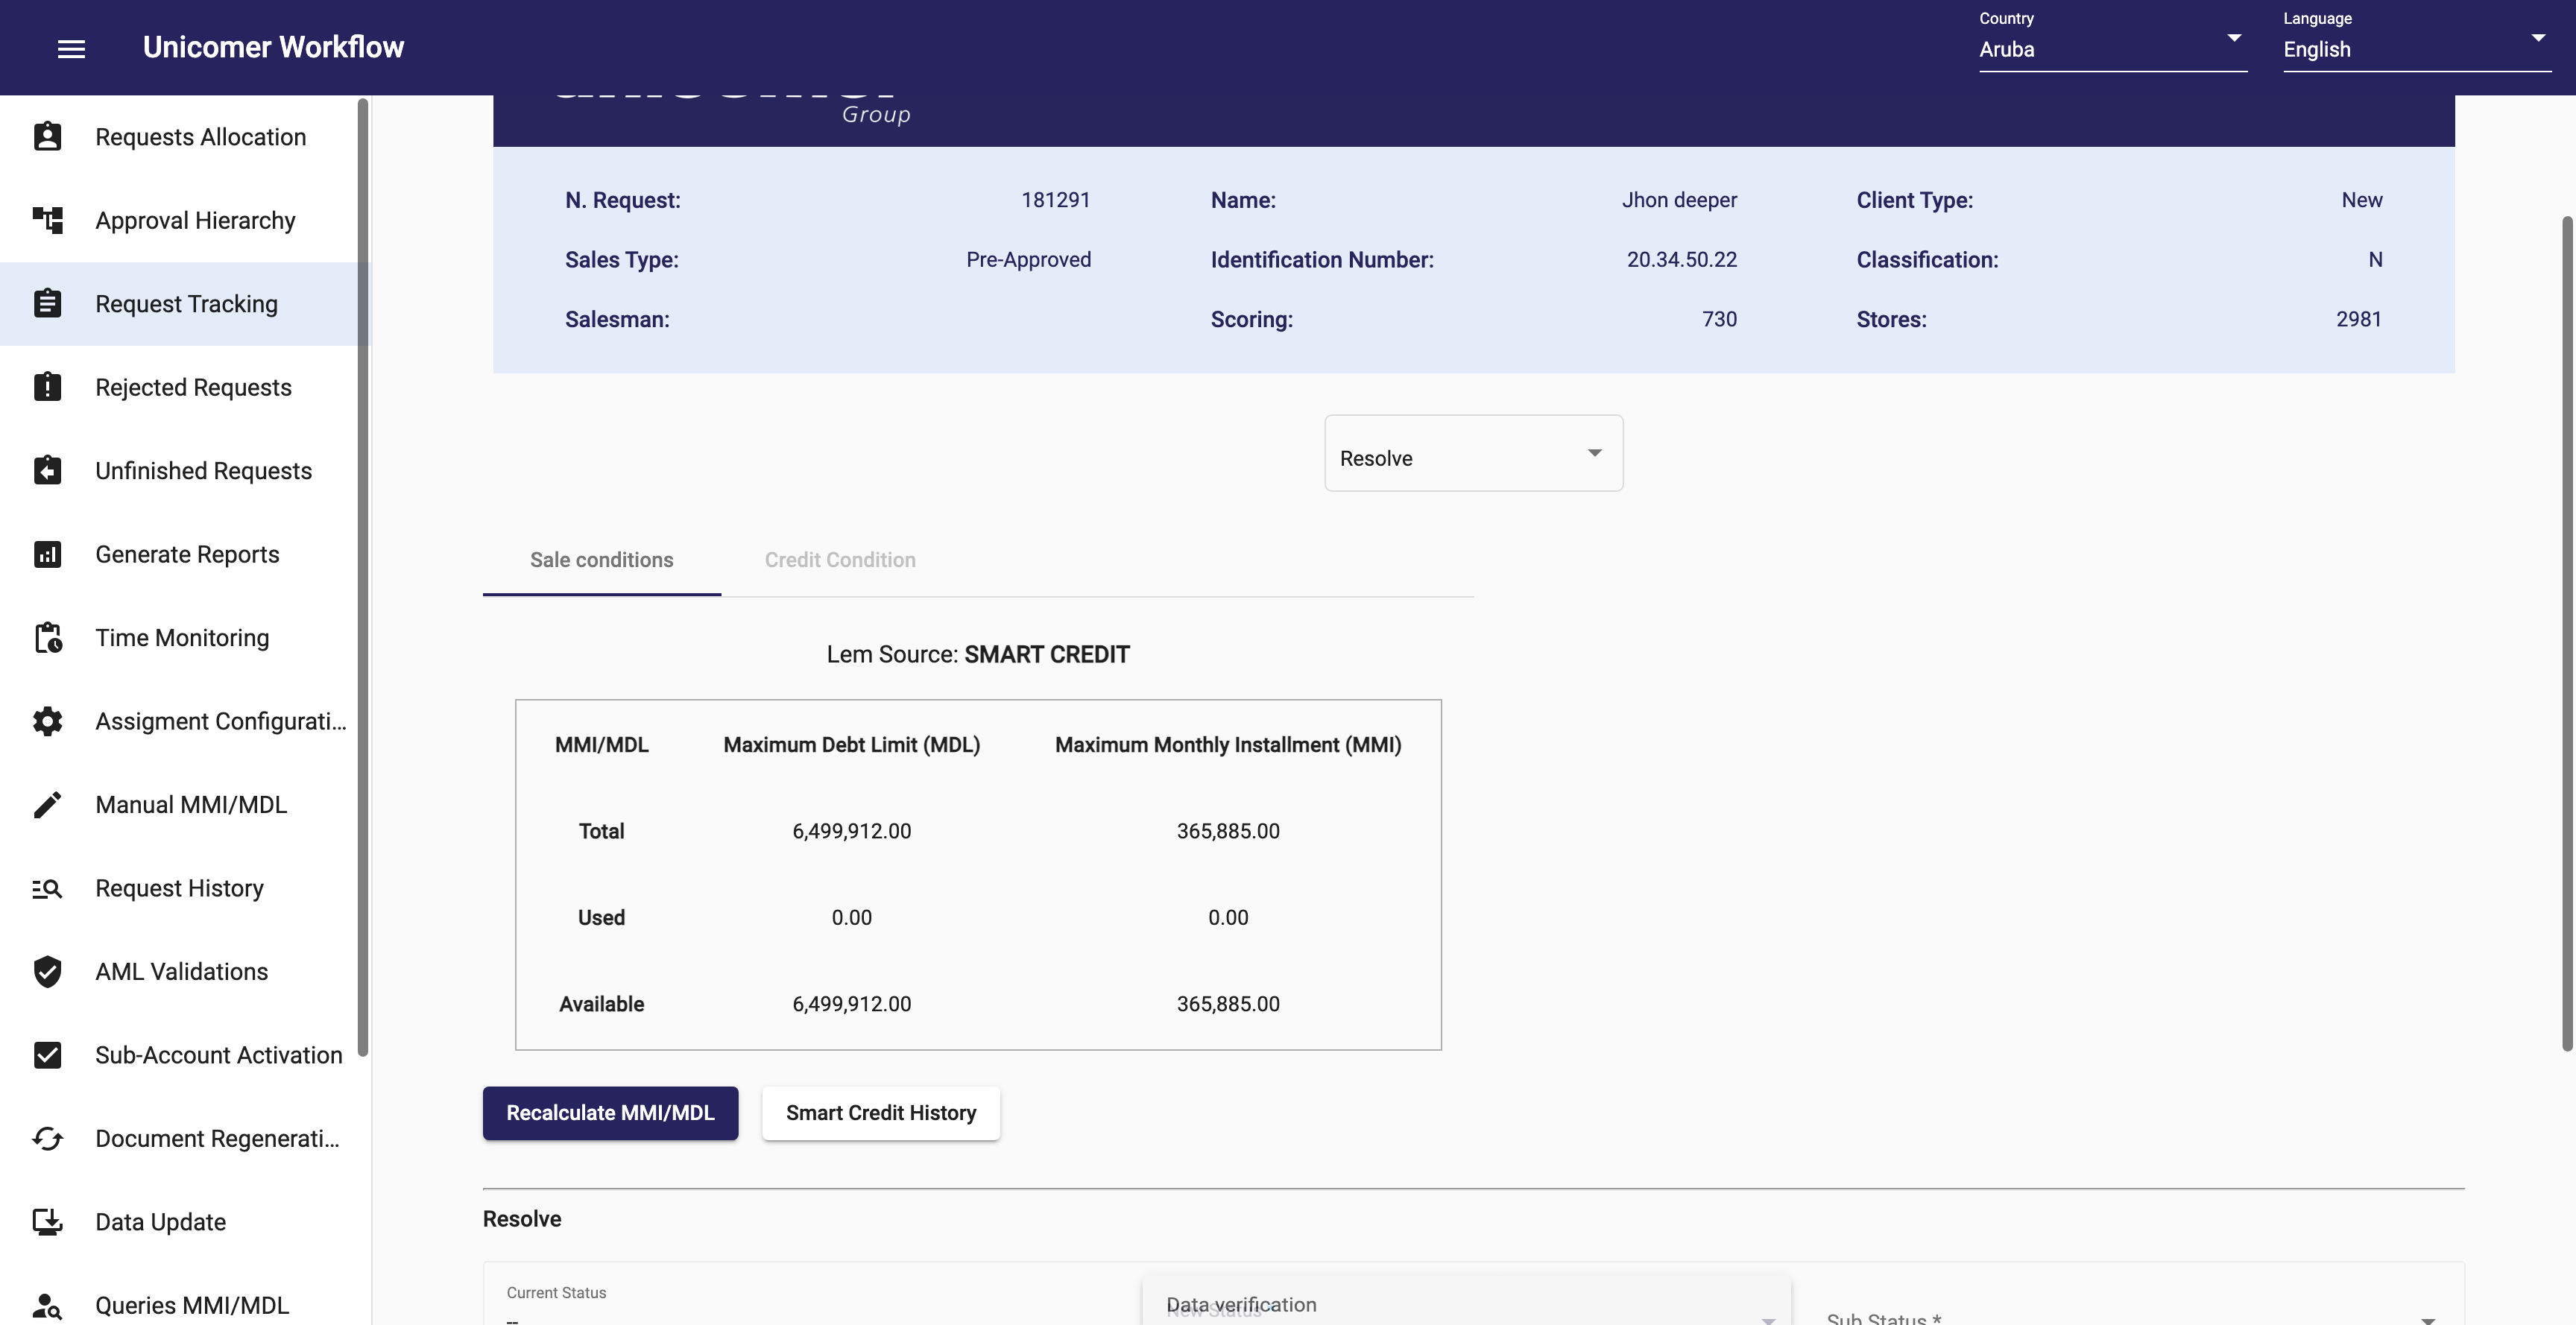 Unicomer Workflow
Country
Aruba
Language
English
Requests Allocation
Approval Hierarchy
Request Tracking
Rejected Requests
Unfinished Requests
Generate Reports
Time Monitoring
Assigment Configurati...
Manual MMI/MDL
Request History
AML Validations
Sub-Account Activation
Document Regenerati...
Data Update
Queries MMI/MDL
Group
N. Request: 181291 Name: Jhon deeper Client Type: New
Sales Type: Pre-Approved Identification Number: 20.34.50.22 Classification: N
Salesman: Scoring: 730 Stores: 2981
Resolve
Sale conditions Credit Condition
Lem Source: SMART CREDIT
MMI/MDL Maximum Debt Limit (MDL) Maximum Monthly Installment (MMI)
Total 6,499,912.00 365,885.00
Used 0.00 0.00
Available 6,499,912.00 365,885.00
Recalculate MMI/MDL Smart Credit History
Resolve
Current Status
Data verification
New Status *
Sub Status *